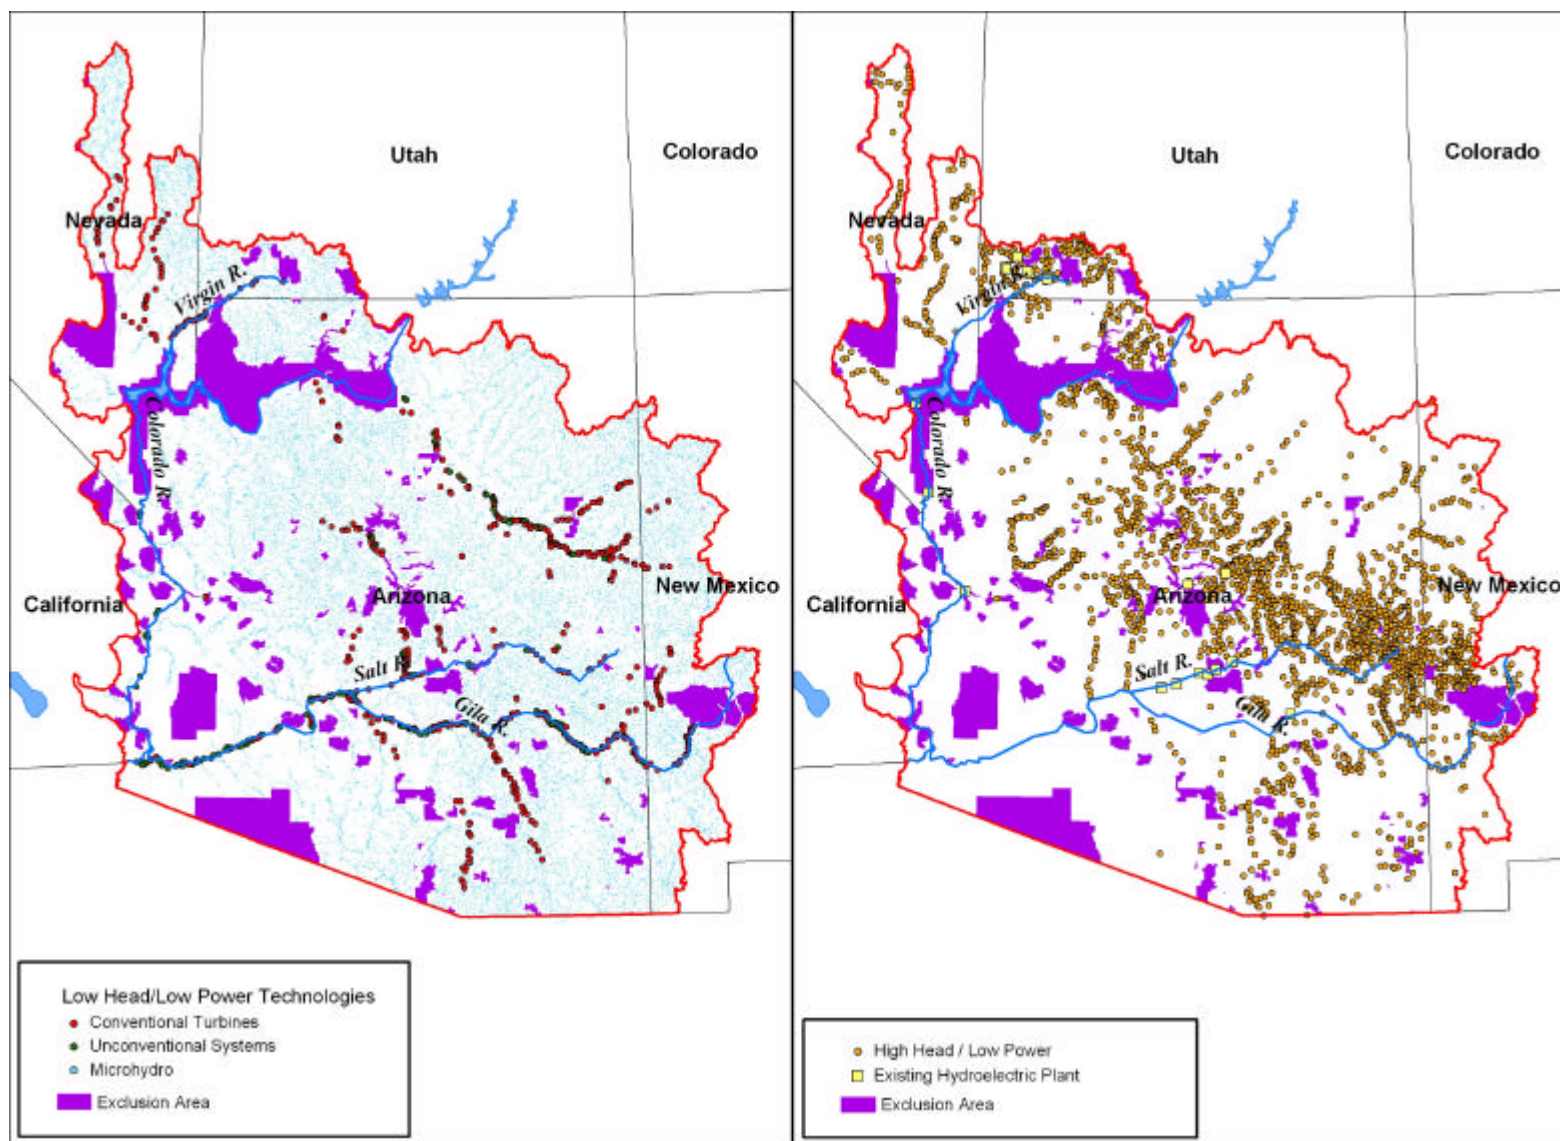 Utah
Colorado
Nevada
Virgin R.
Colorado R.
California
Arizona
New Mexico
Salt R.
Gila R.
Low Head/Low Power Technologies
Conventional Turbines
Unconventional Systems
Microhydro
Exclusion Area
Utah
Colorado
Nevada
Virgin R.
Colorado R.
California
Arizona
New Mexico
Salt R.
Gila R.
High Head / Low Power
Existing Hydroelectric Plant
Exclusion Area